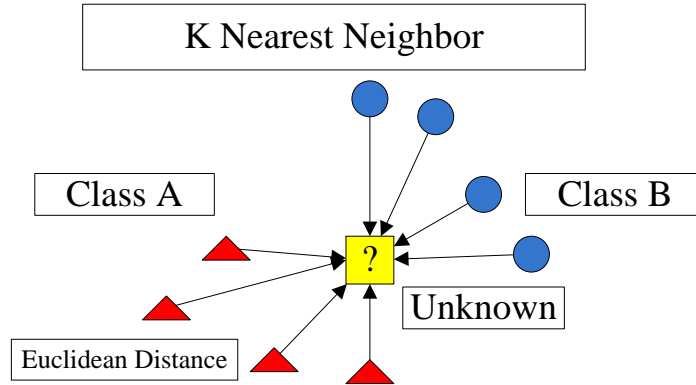 K Nearest Neighbor
Class A
Class B
?
Unknown
Euclidean Distance